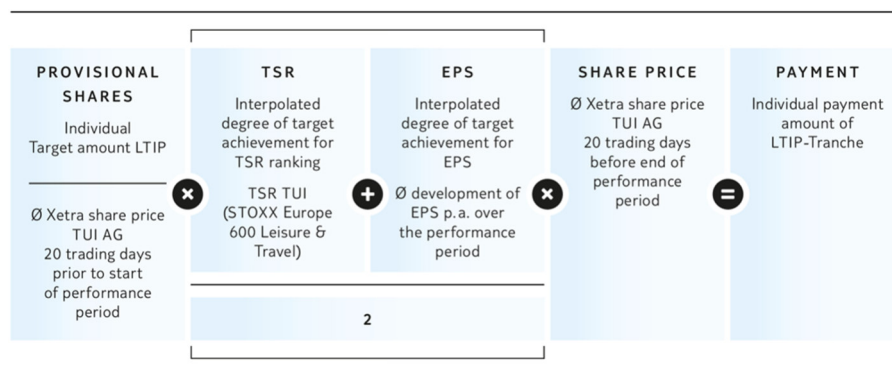 PROVISIONAL
SHARES
Individual
Target amount LTIP
Ø Xetra share price
TUI AG
20 trading days
prior to start
of performance
period
×
TSR
Interpolated
degree of target
achievement for
TSR ranking
TSR TUI
(STOXX Europe
600 Leisure &
Travel)
+
EPS
Interpolated
degree of target
achievement for
EPS
Ø development of
EPS p.a. over
the performance
period
2
×
SHARE PRICE
Ø Xetra share price
TUI AG
20 trading days
before end of
performance
period
=
PAYMENT
Individual payment
amount of
LTIP-Tranche